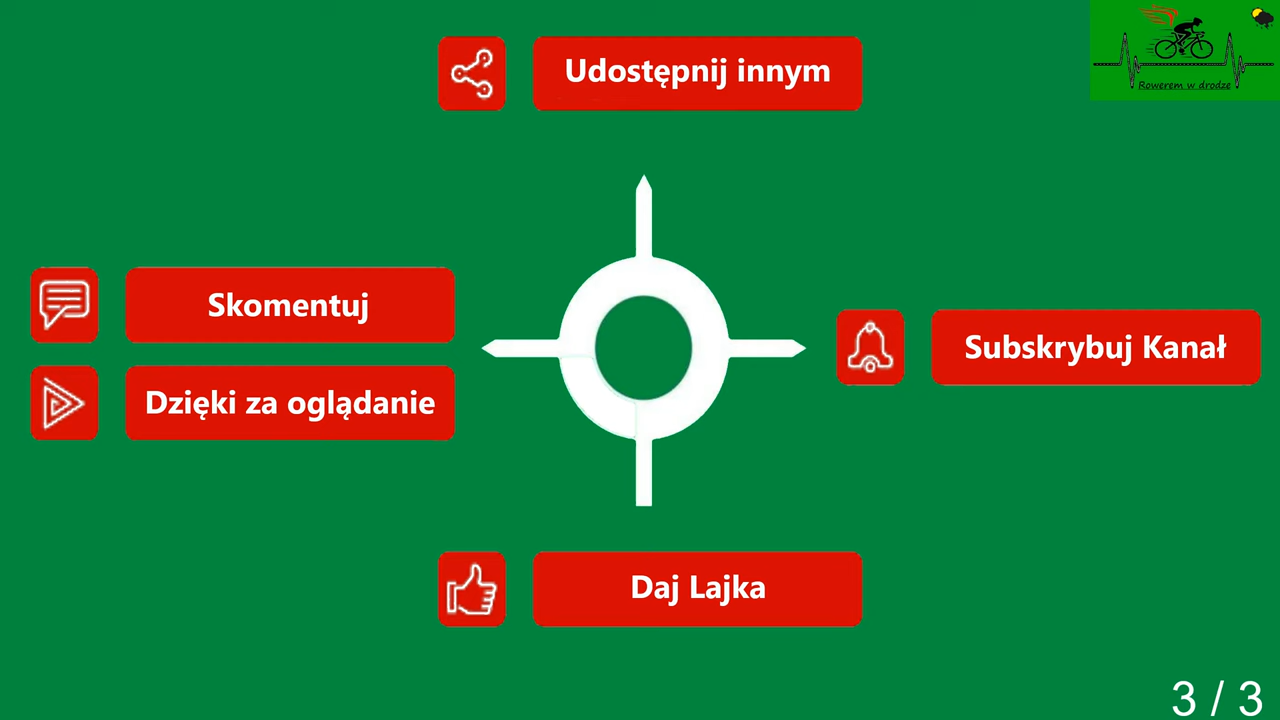 Udostępnij innym
Rowerem w drodze
Skomentuj
Dzięki za oglądanie
Subskrybuj Kanał
Daj Lajka
3 / 3